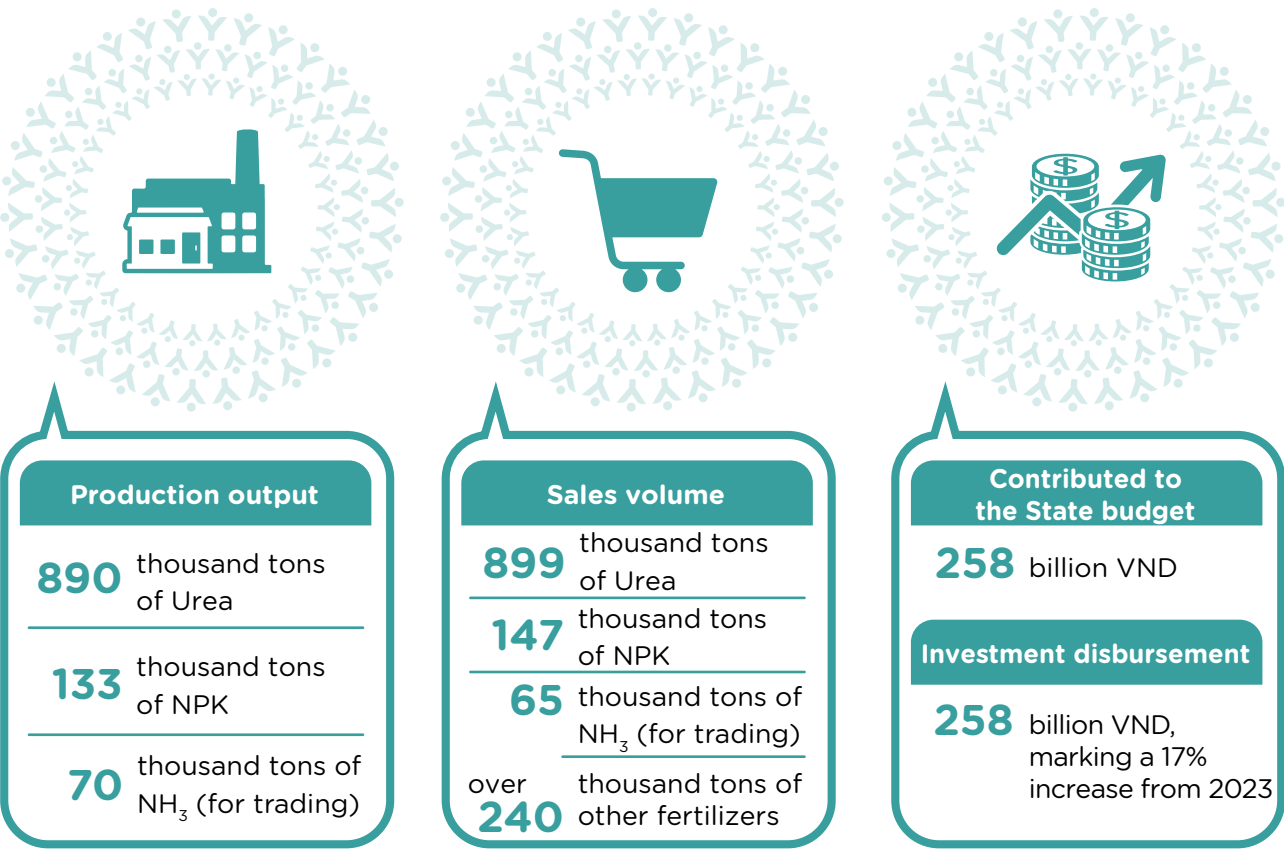 Production output
890 thousand tons
of Urea
133 thousand tons
of NPK
70 thousand tons of
NH₃ (for trading)
Sales volume
899 thousand tons
of Urea
147 thousand tons
of NPK
65 thousand tons of
NH₃ (for trading)
over 240 thousand tons of
other fertilizers
Contributed to
the State budget
258 billion VND
Investment disbursement
258 billion VND,
marking a 17%
increase from 2023